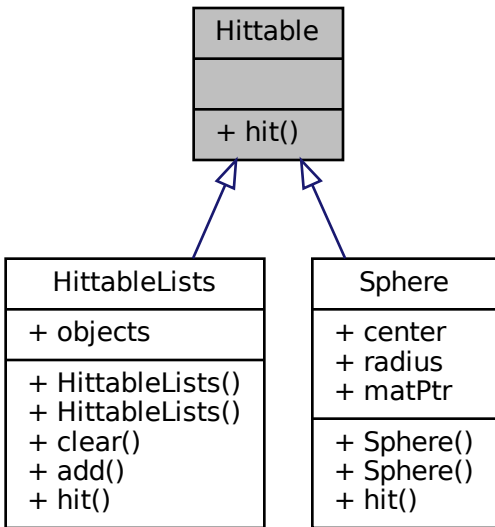 Hittable
+ hit()
HittableLists
+ objects
+ HittableLists()
+ HittableLists()
+ clear()
+ add()
+ hit()
Sphere
+ center
+ radius
+ matPtr
+ Sphere()
+ Sphere()
+ hit()